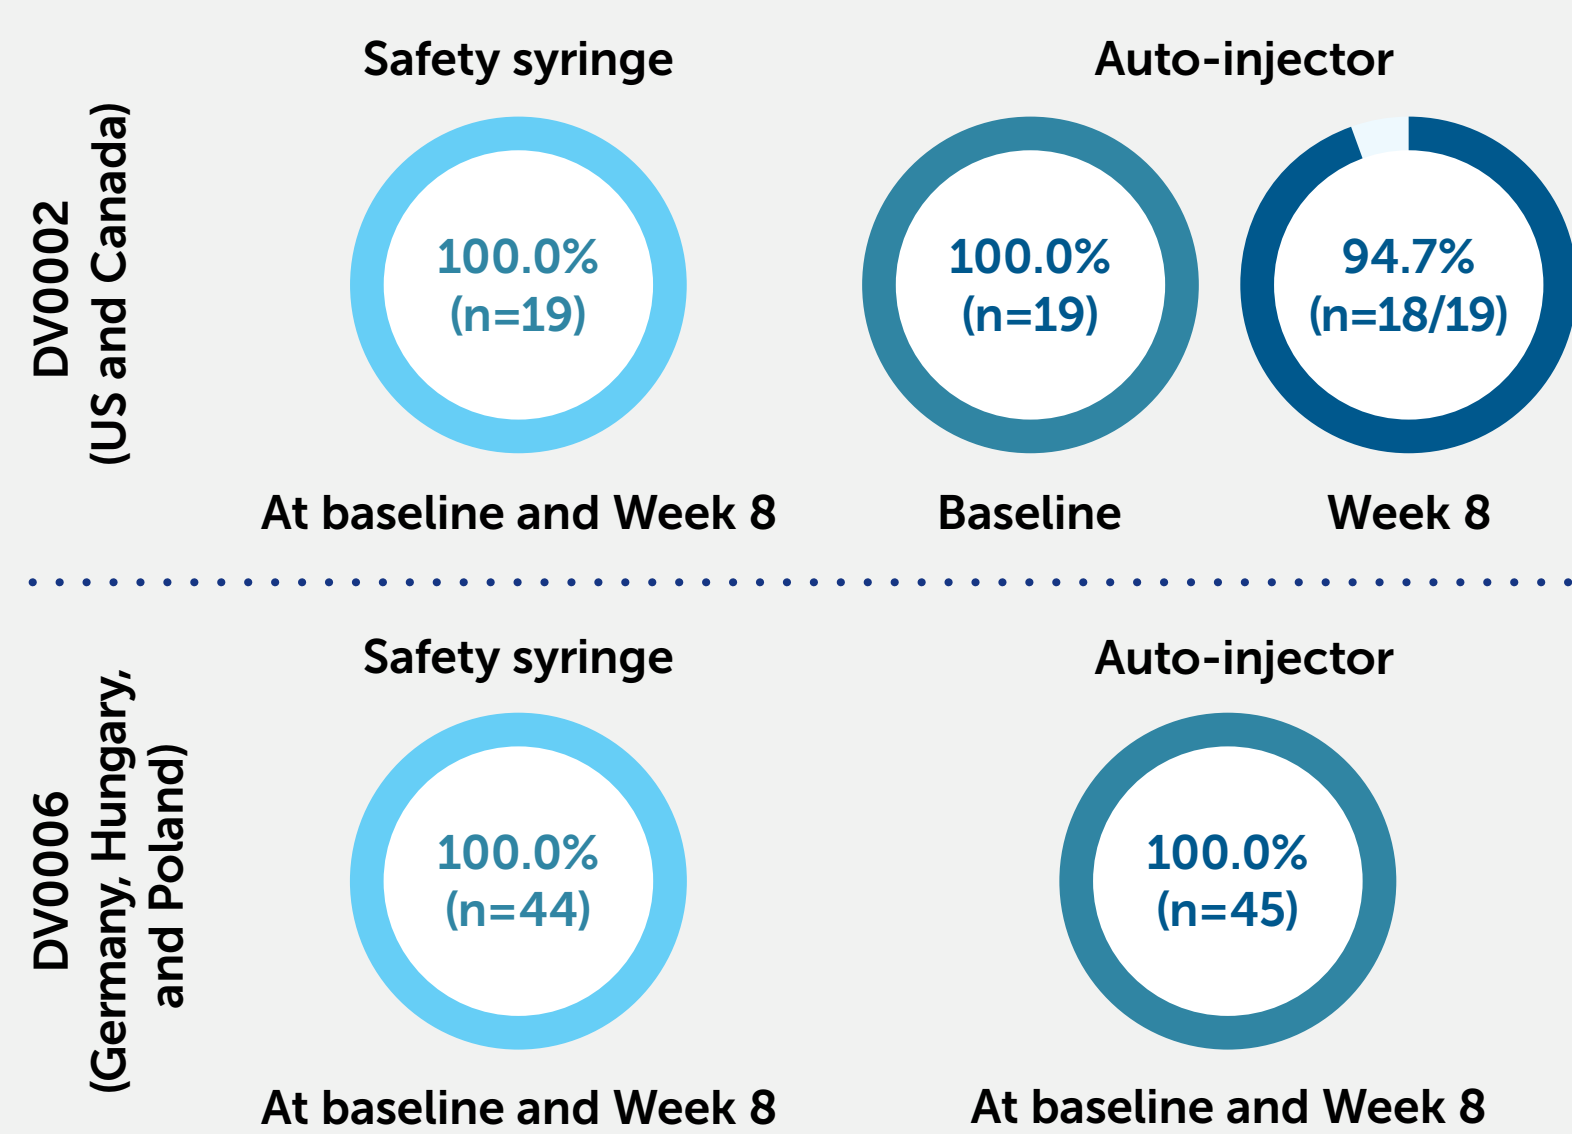 DV0002
(US and Canada)
Safety syringe
100.0%
(n=19)
At baseline and Week 8
Auto-injector
100.0%
(n=19)
Baseline
94.7%
(n=18/19)
Week 8
DV0006
(Germany, Hungary,
and Poland)
Safety syringe
100.0%
(n=44)
At baseline and Week 8
Auto-injector
100.0%
(n=45)
At baseline and Week 8